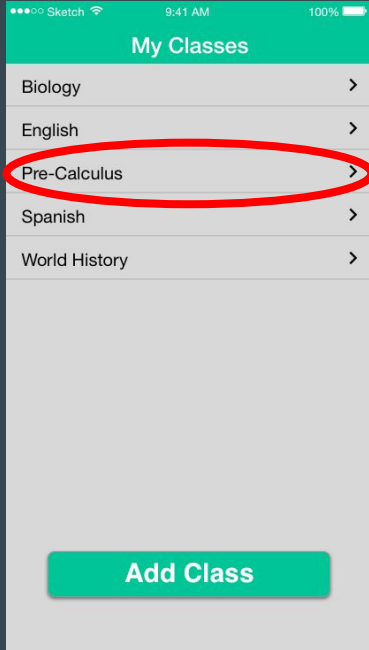 Sketch 9:41 AM 100%
My Classes
Biology
English
Pre-Calculus
Spanish
World History
Add Class